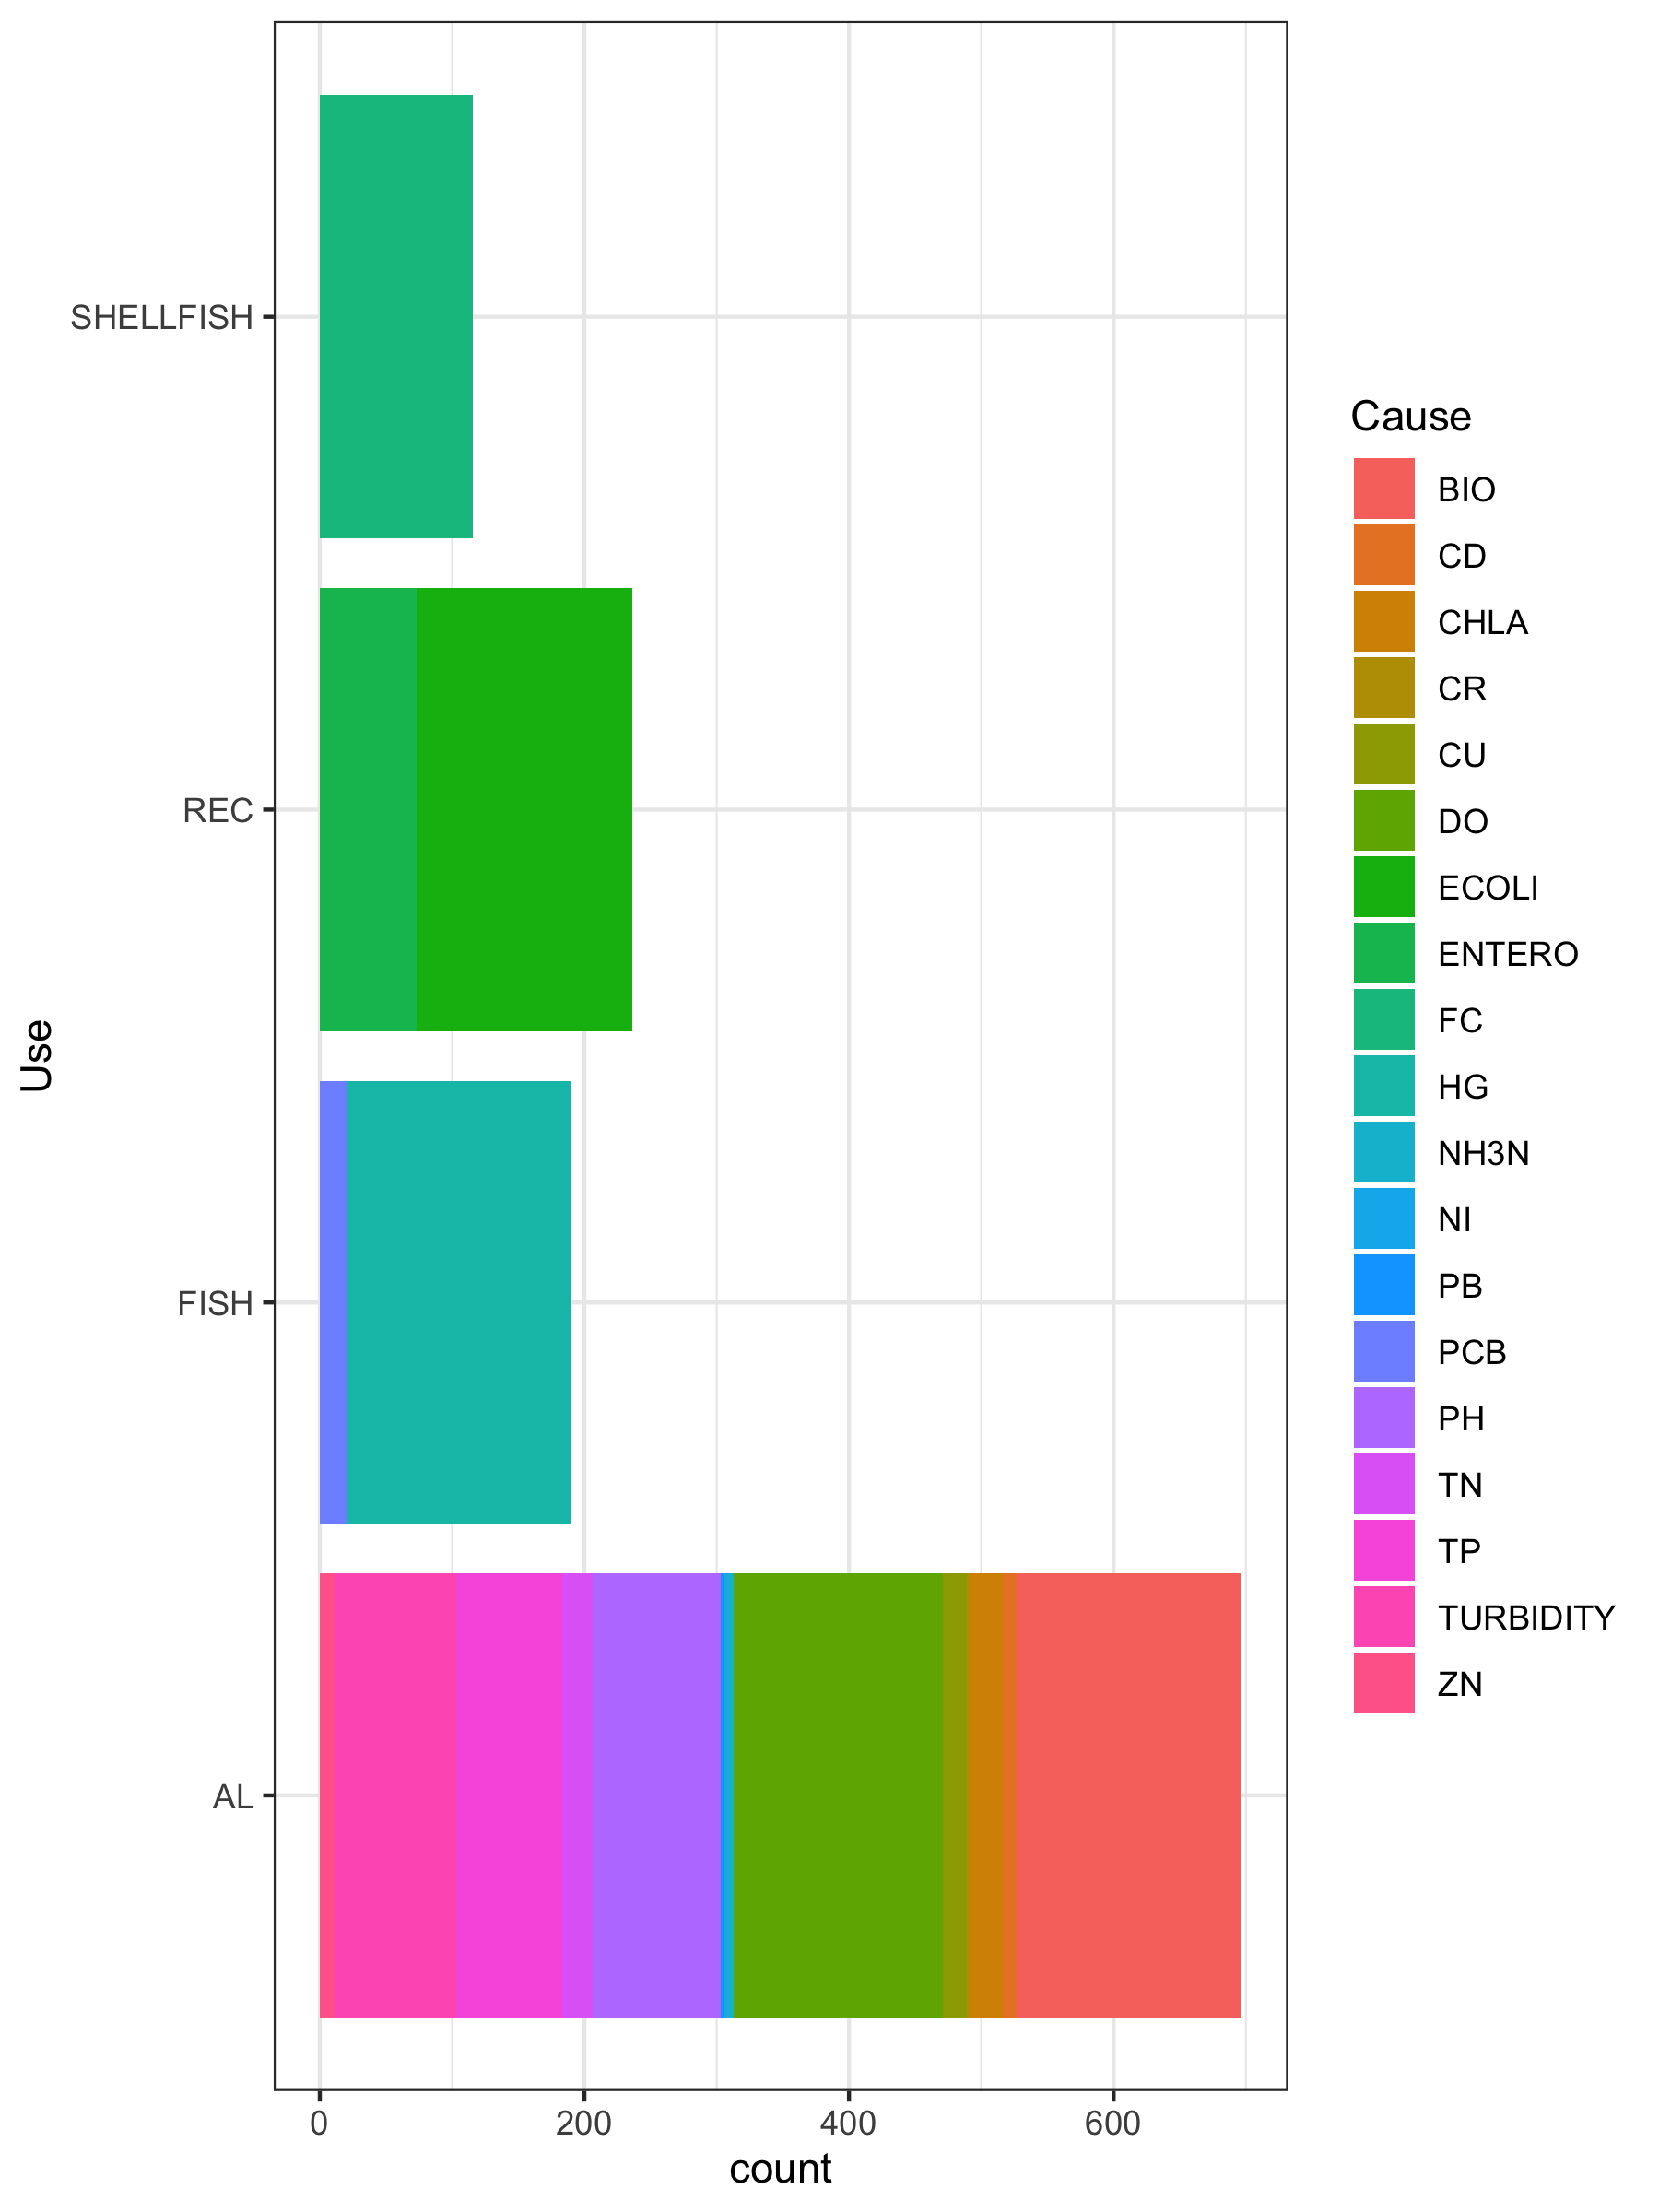 SHELLFISH
REC
FISH
AL
Use
0 200 400 600
count
Cause
BIO
CD
CHLA
CR
CU
DO
ECOLI
ENTERO
FC
HG
NH3N
NI
PB
PCB
PH
TN
TP
TURBIDITY
ZN